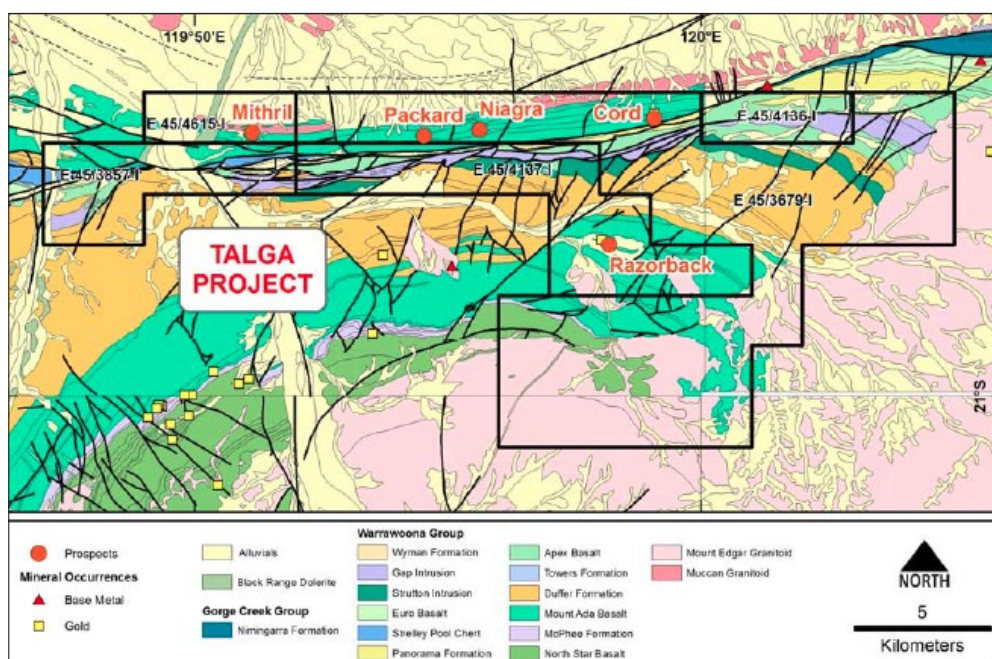 119°50'E
120°E
Mithril
Packard
Niagra
Cord
E 45/4615-I
E 45/4136-I
E 45/3857-I
E 45/4137-I
E 45/3679-I
TALGA
PROJECT
Razorback
21°S
Prospects
Mineral Occurrences
Base Metal
Gold
Alluvials
Black Range Dolerite
Gorge Creek Group
Nimingarra Formation
Warrawoona Group
Wyman Formation
Gap Intrusion
Strutton Intrusion
Euro Basalt
Strelley Pool Chert
Panorama Formation
Apex Basalt
Towers Formation
Duffer Formation
Mount Ada Basalt
McPhee Formation
North Star Basalt
Mount Edgar Granitoid
Muccan Granitoid
NORTH
5
Kilometers